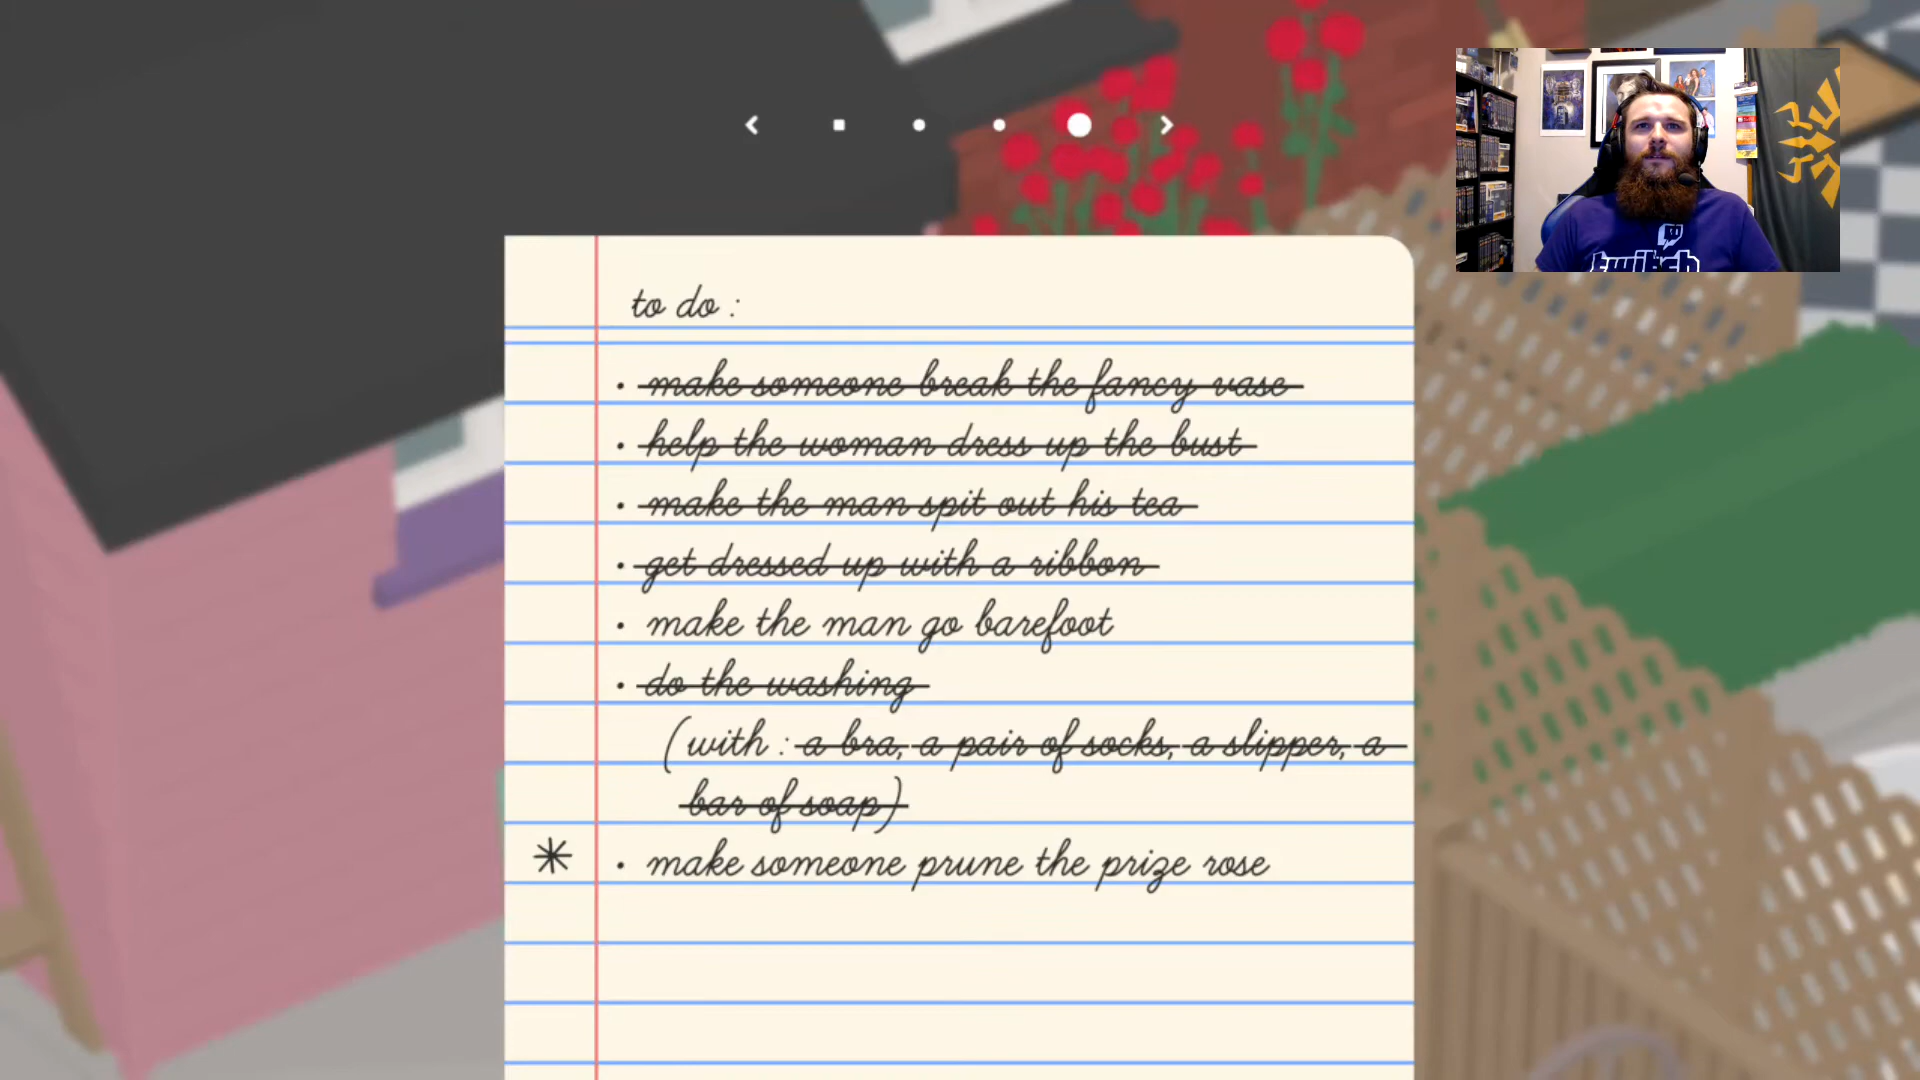 to do :
• make someone break the fancy vase
• help the woman dress up the bust
• make the man spit out his tea
• get dressed up with a ribbon
• make the man go barefoot
• do the washing
(with : a bra, a pair of socks, a slipper, a
bar of soap)
* • make someone prune the prize rose
twitch